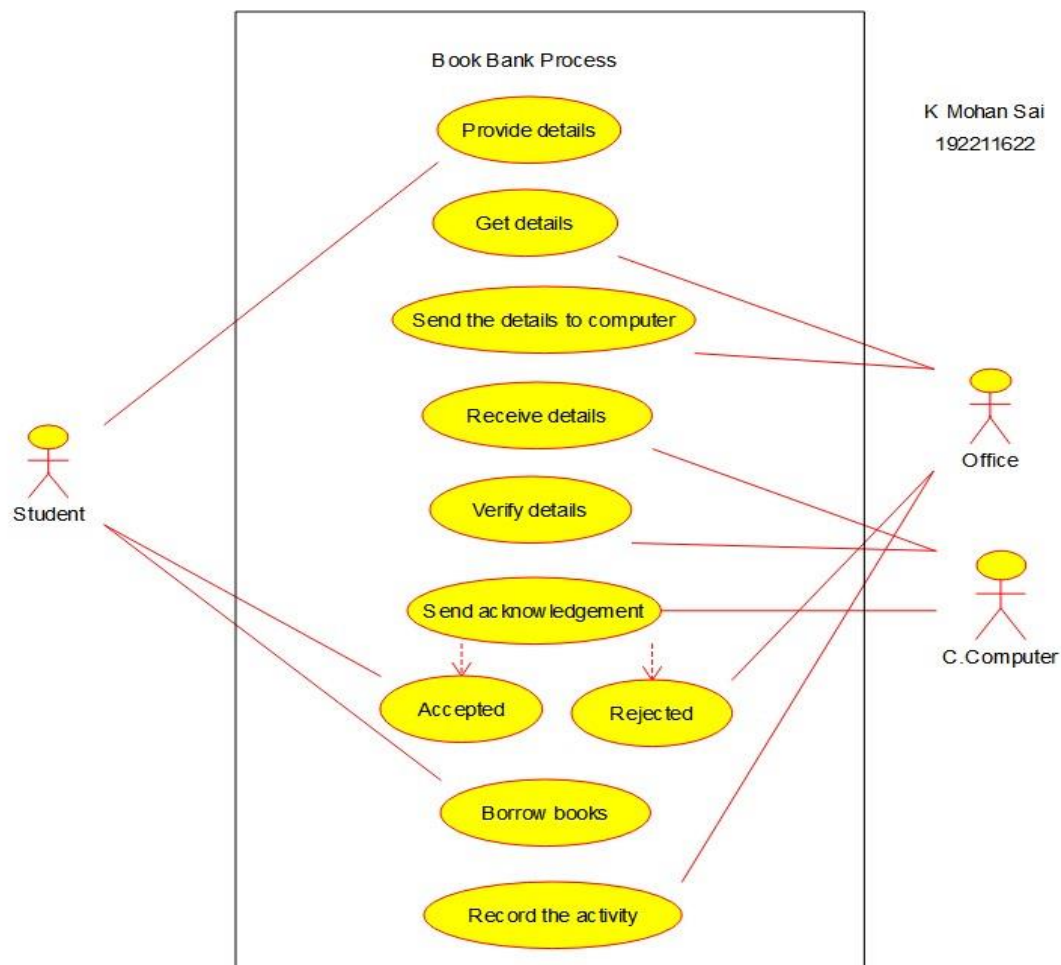 Book Bank Process
K Mohan Sai
192211622
Provide details
Get details
Send the details to computer
Receive details
Office
Student
Verify details
Send acknowledgement
C.Computer
Accepted
Rejected
Borrow books
Record the activity